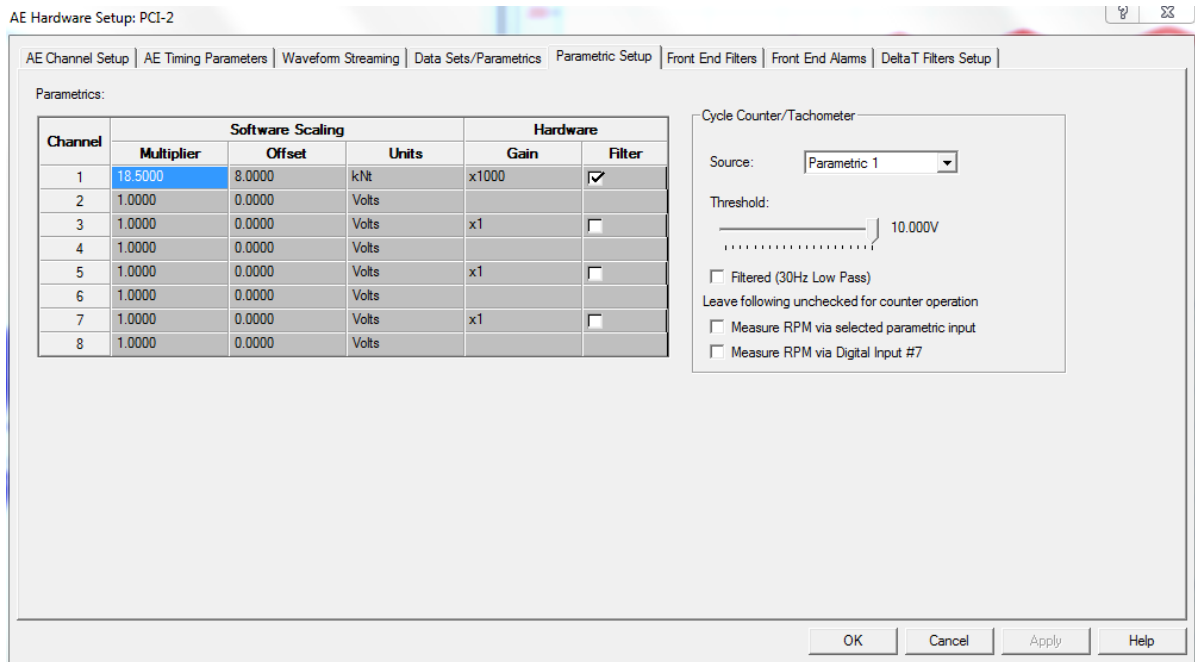 AE Hardware Setup: PCI-2
AE Channel Setup AE Timing Parameters Waveform Streaming Data Sets/Parametrics Parametric Setup Front End Filters Front End Alarms DeltaT Filters Setup
Parametrics:
Channel Software Scaling Hardware
Multiplier Offset Units Gain Filter
1 18.5000 8.0000 kNt x1000
2 1.0000 0.0000 Volts
3 1.0000 0.0000 Volts x1
4 1.0000 0.0000 Volts
5 1.0000 0.0000 Volts x1
6 1.0000 0.0000 Volts
7 1.0000 0.0000 Volts x1
8 1.0000 0.0000 Volts
Cycle Counter/Tachometer
Source: Parametric 1
Threshold:
10.000V
Filtered (30Hz Low Pass)
Leave following unchecked for counter operation
Measure RPM via selected parametric input
Measure RPM via Digital Input #7
OK Cancel Apply Help